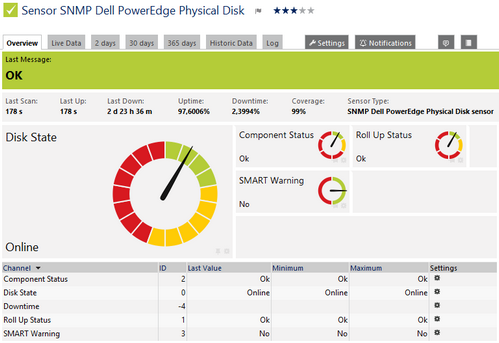 Sensor SNMP Dell PowerEdge Physical Disk
Overview Live Data 2 days 30 days 365 days Historic Data Log Settings Notifications
Last Message:
OK
Last Scan: Last Up: Last Down: Uptime: Downtime: Coverage: Sensor Type:
178 s 178 s 2 d 23 h 36 m 97,6006% 2,3994% 99% SNMP Dell PowerEdge Physical Disk sensor
Disk State
Online
Component Status
Ok
Roll Up Status
Ok
SMART Warning
No
Channel ID Last Value Minimum Maximum Settings
Component Status 2 Ok Ok Ok
Disk State 0 Online Online Online
Downtime -4
Roll Up Status 1 Ok Ok Ok
SMART Warning 3 No No No